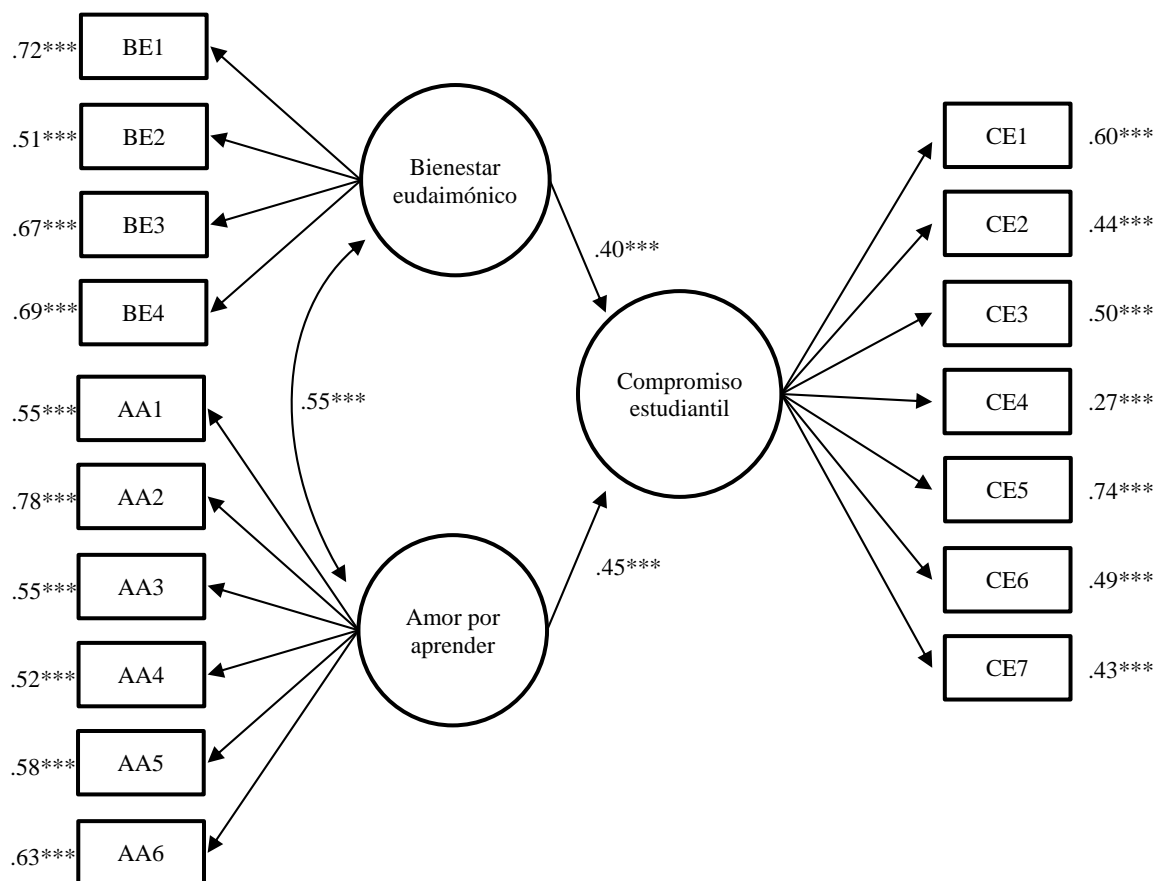 .72***
BE1
.51***
BE2
.67***
BE3
.69***
BE4
.55***
AA1
.78***
AA2
.55***
AA3
.52***
AA4
.58***
AA5
.63***
AA6
Bienestar
eudaimónico
.55***
Amor por
aprender
.40***
.45***
Compromiso
estudiantil
CE1
.60***
CE2
.44***
CE3
.50***
CE4
.27***
CE5
.74***
CE6
.49***
CE7
.43***